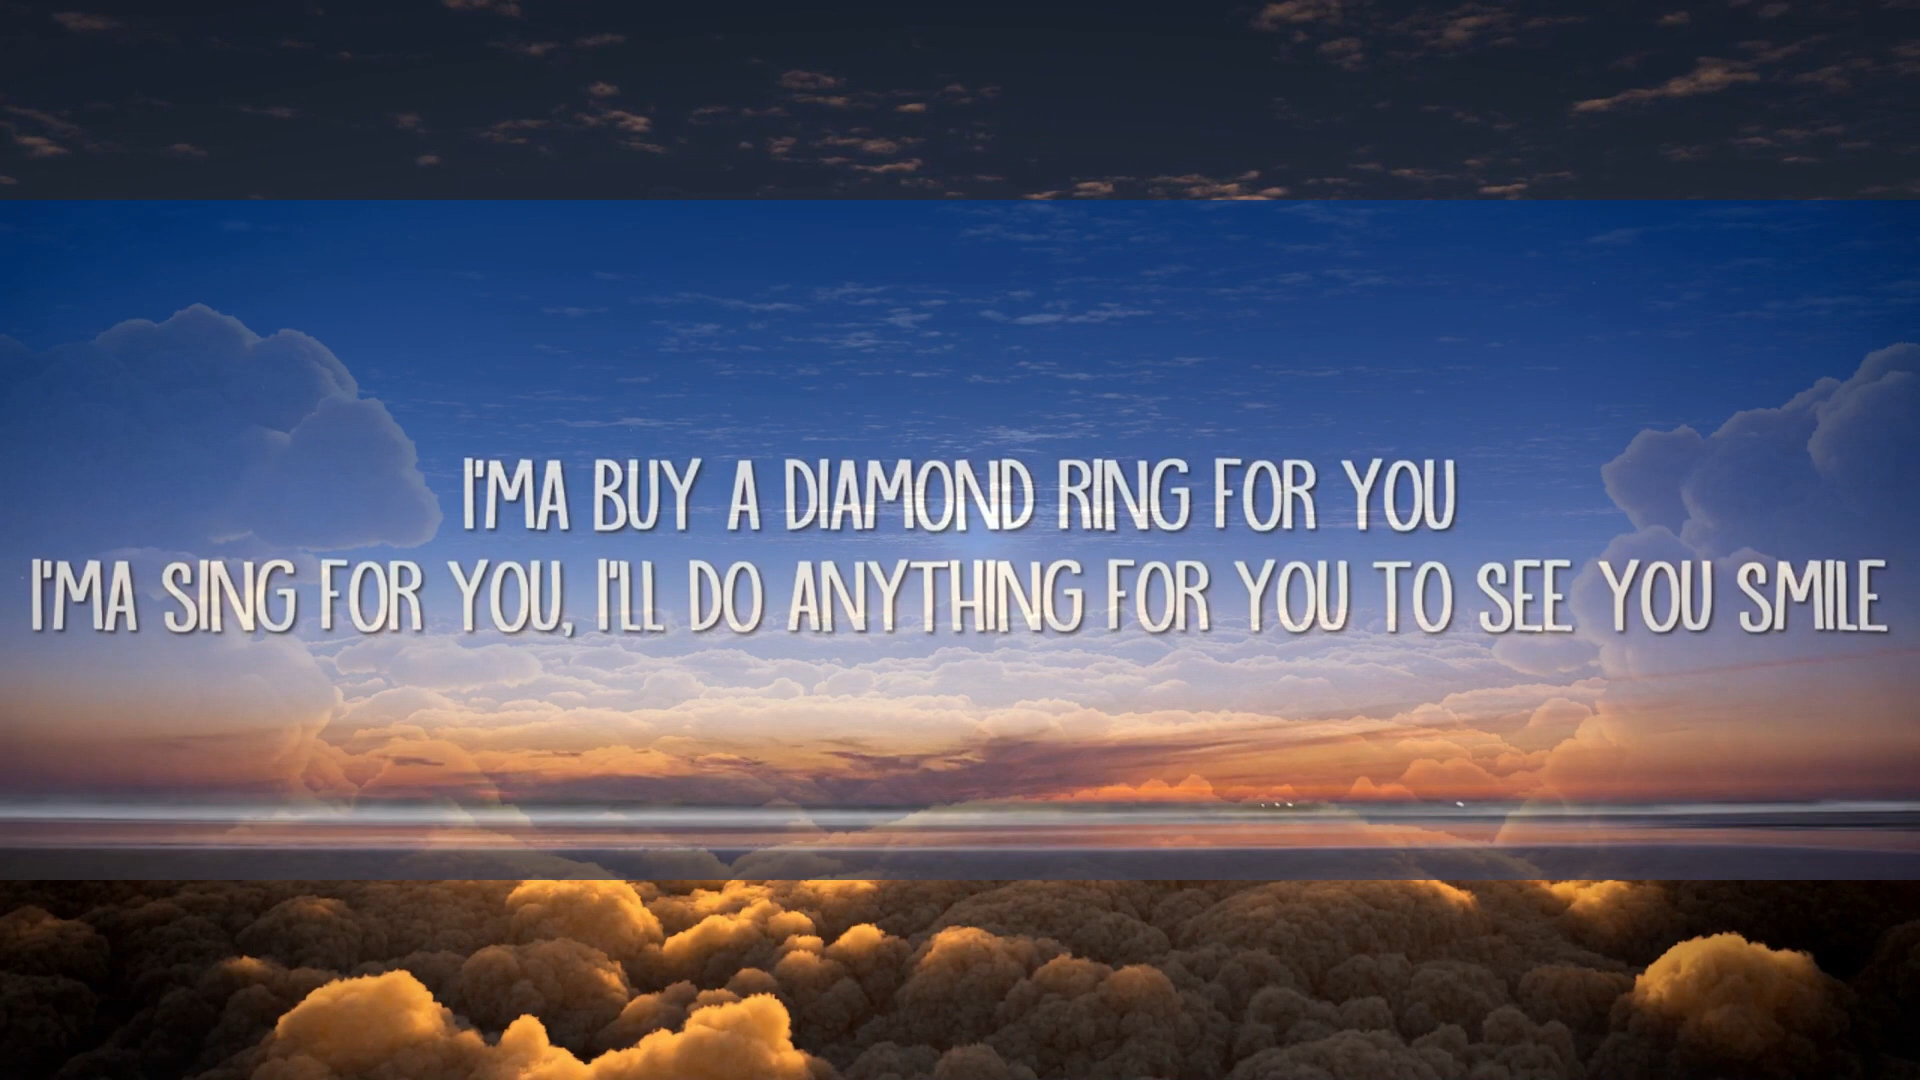 I'MA BUY A DIAMOND RING FOR YOU
I'MA SING FOR YOU, I'LL DO ANYTHING FOR YOU TO SEE YOU SMILE